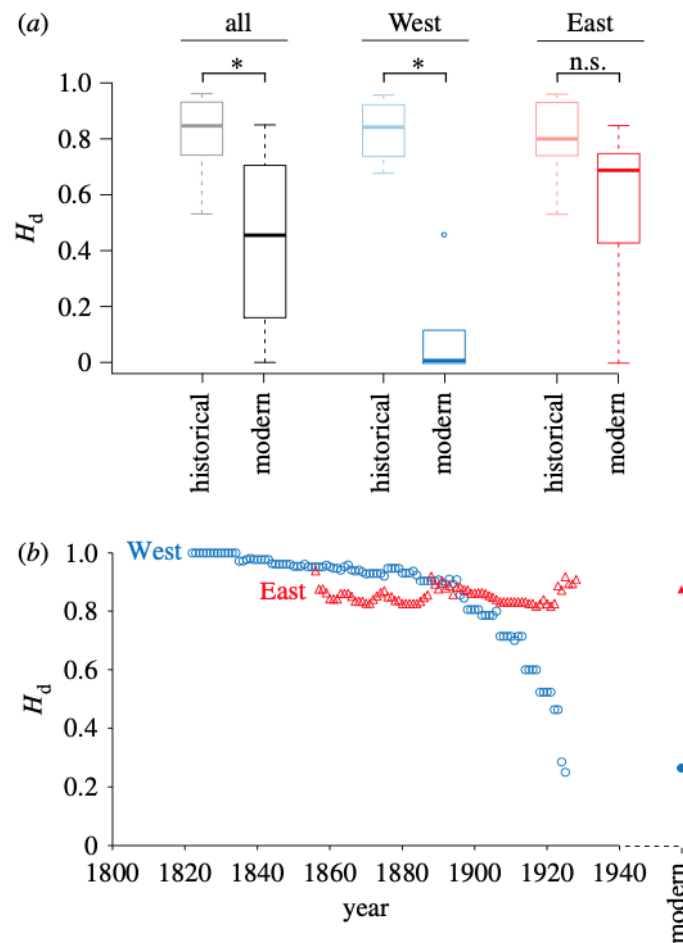 (a) all West East
* * n.s.
1.0
0.8
0.6
0.4
0.2
0
H_d
historical modern historical modern historical modern
(b)
West
East
1.0
0.8
0.6
0.4
0.2
0
H_d
1800 1820 1840 1860 1880 1900 1920 1940 modern
year